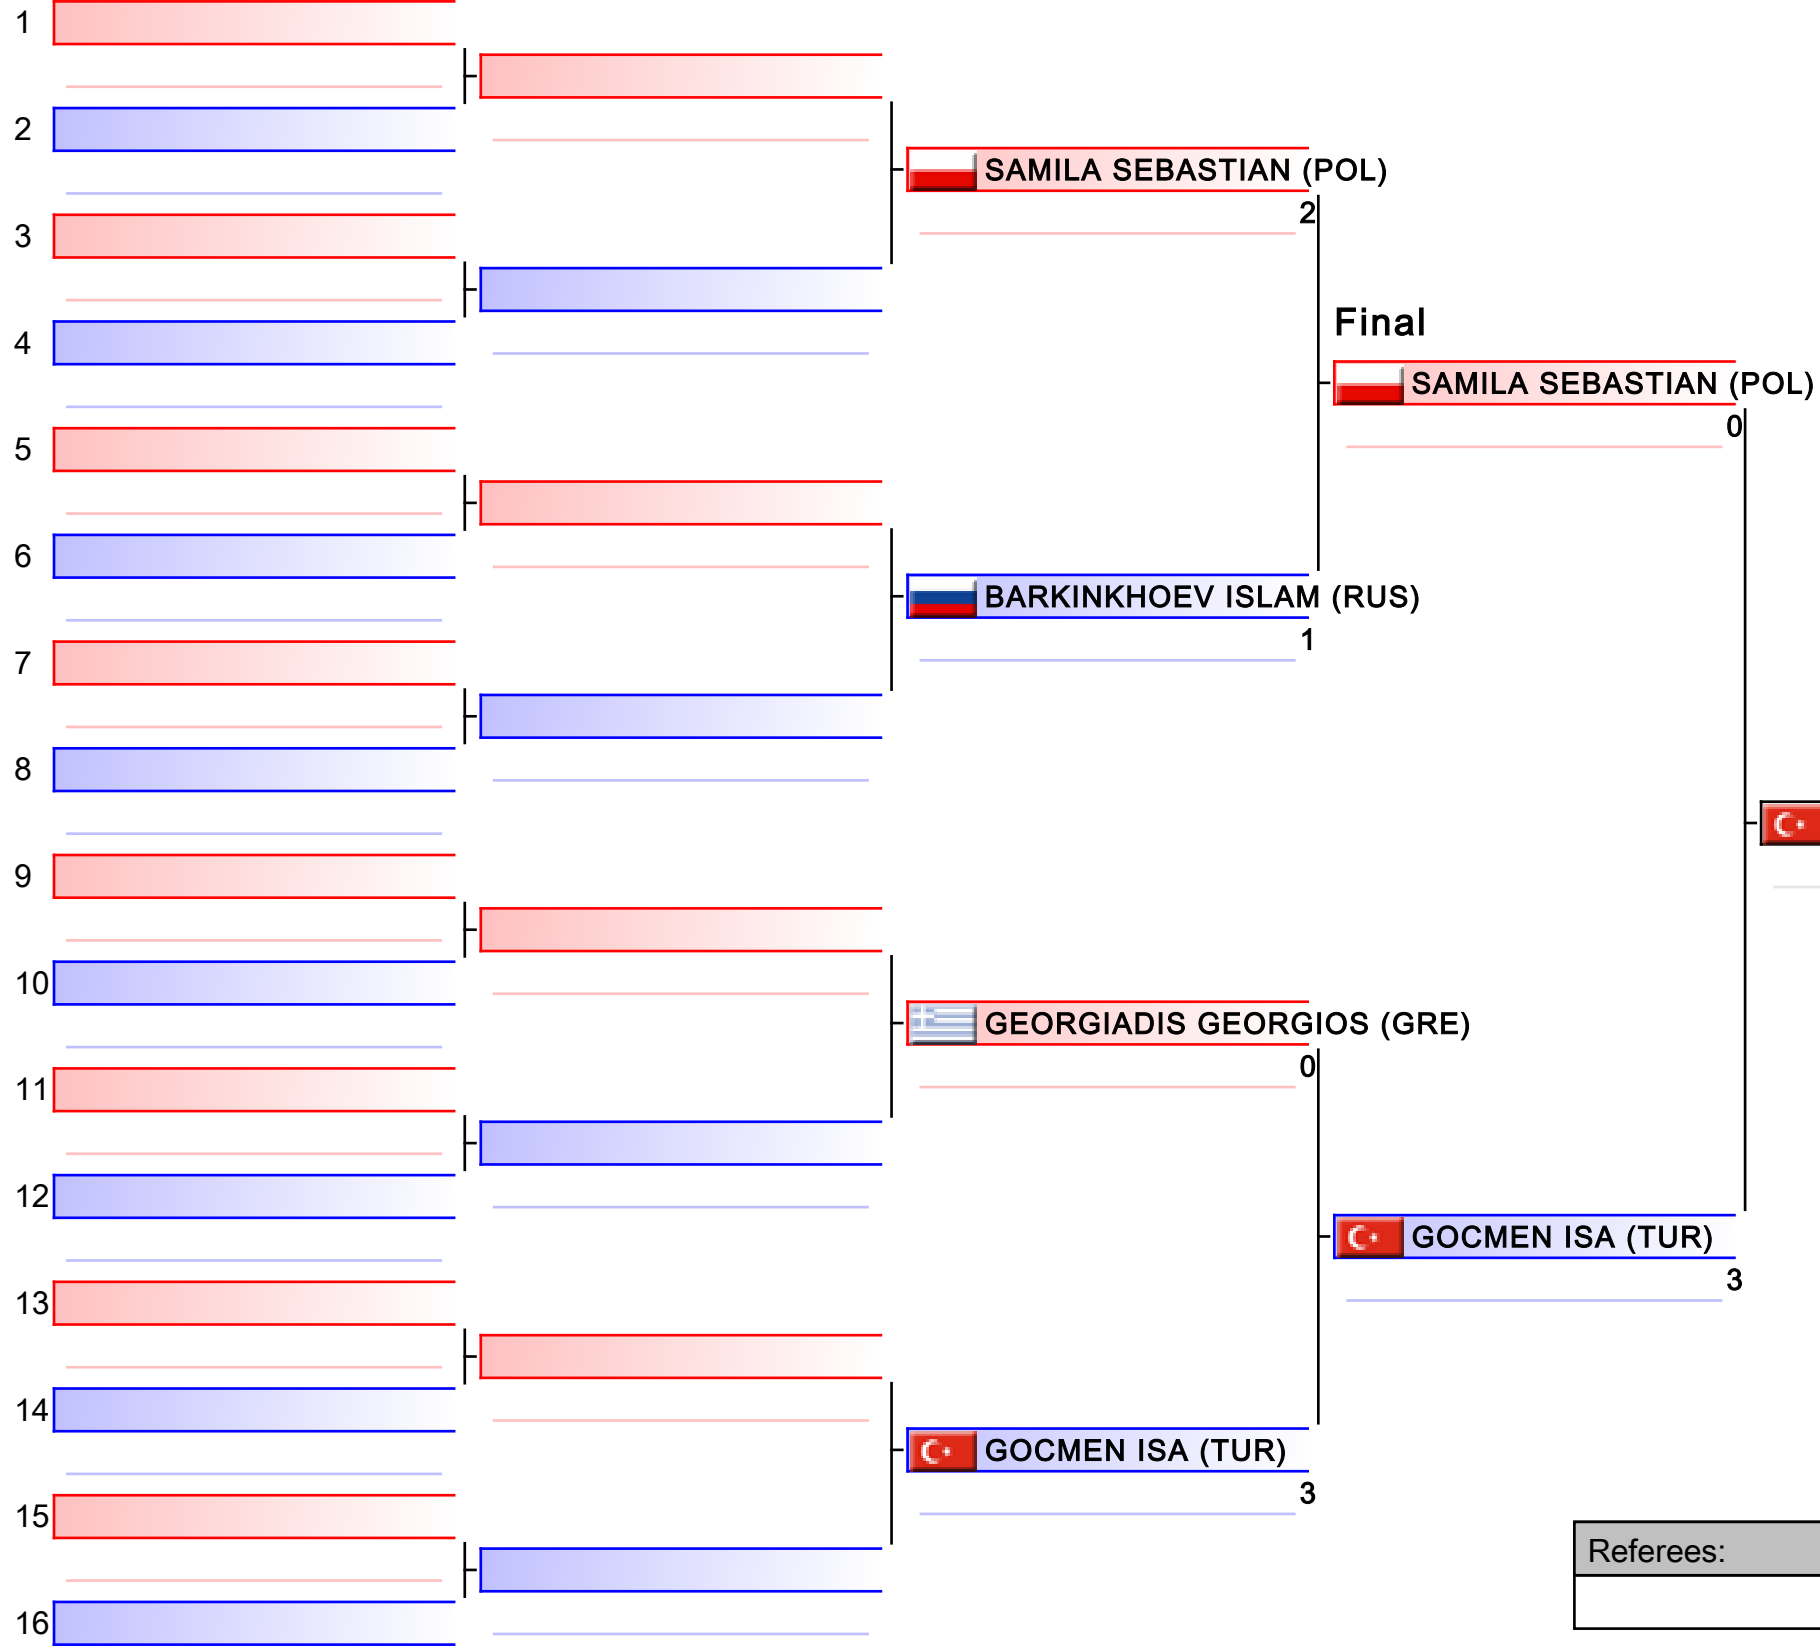 1
2
SAMILA SEBASTIAN (POL)
2
3
Final
4
SAMILA SEBASTIAN (POL)
0
5
6
BARKINKHOEV ISLAM (RUS)
1
7
8
9
10
GEORGIADIS GEORGIOS (GRE)
0
11
12
GOCMEN ISA (TUR)
3
13
14
GOCMEN ISA (TUR)
3
15
Referees:
16